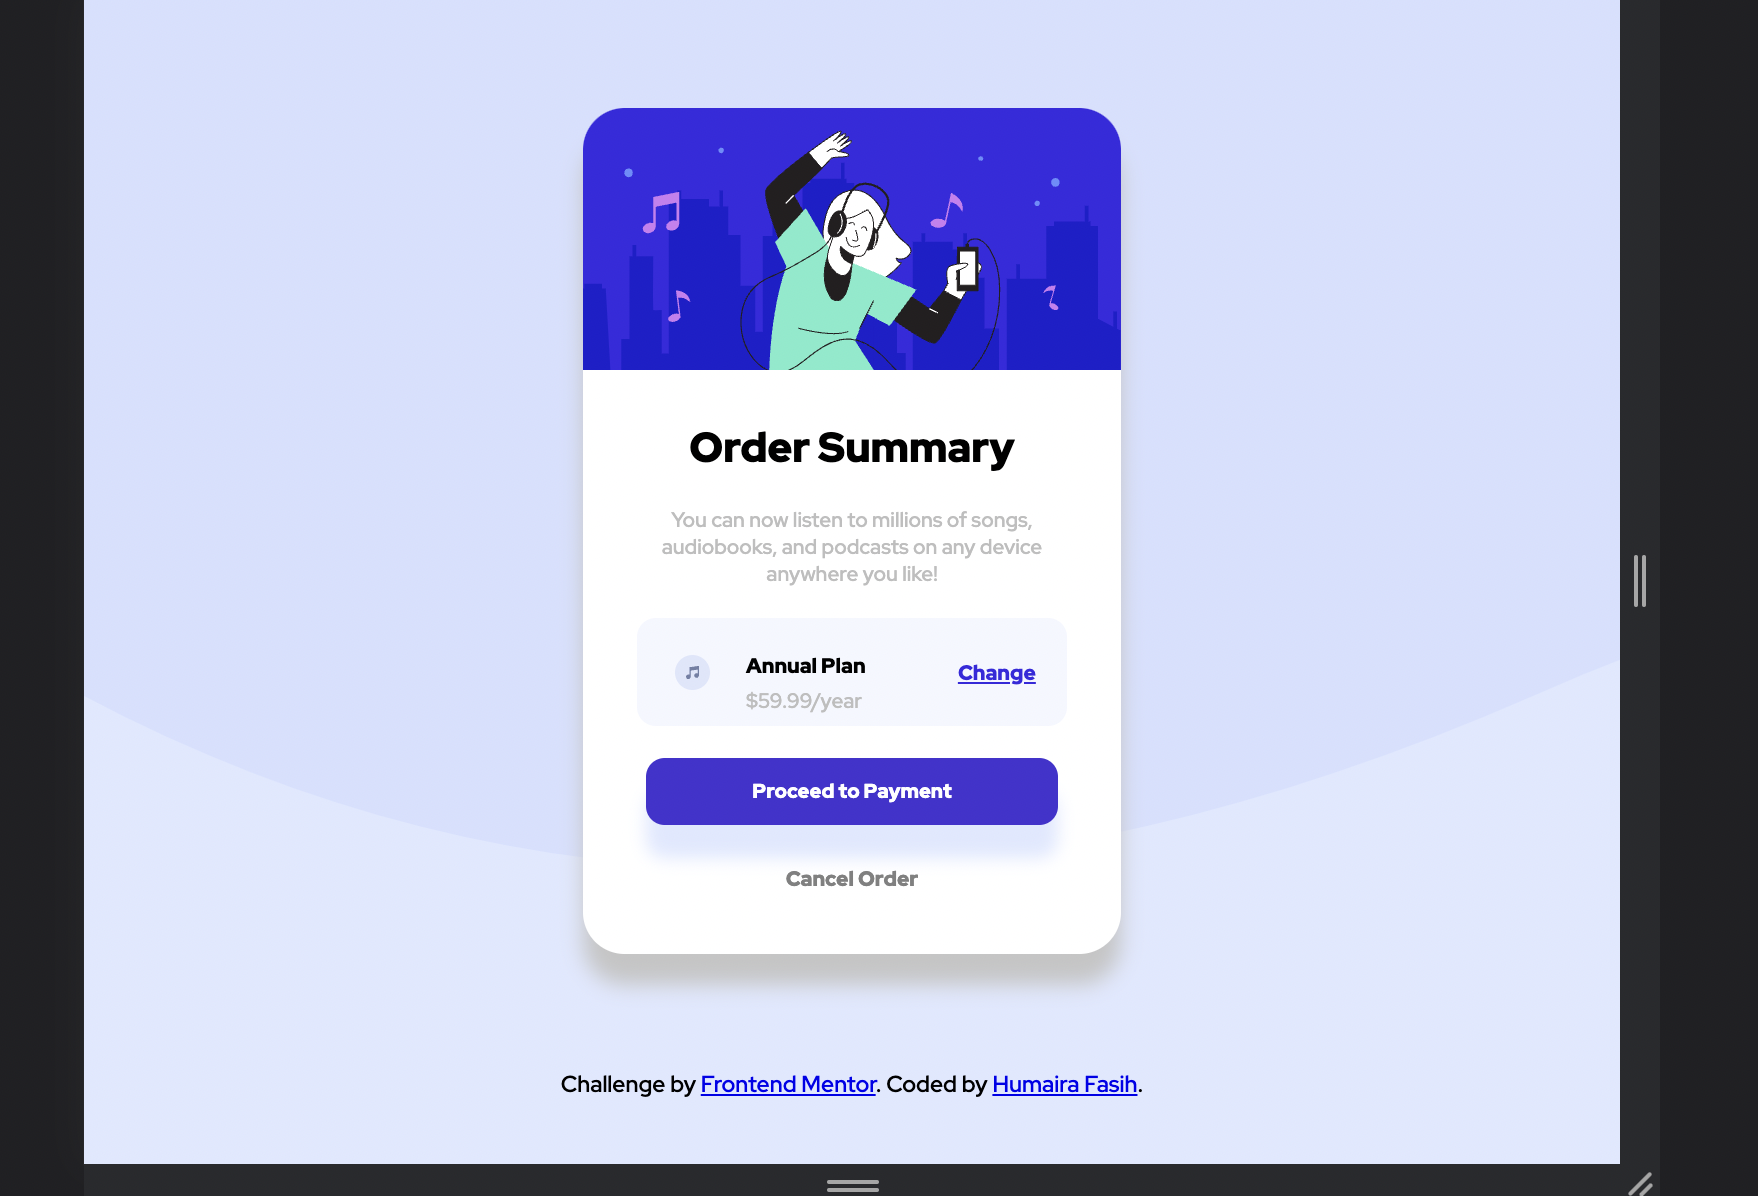 Order Summary
You can now listen to millions of songs,
audiobooks, and podcasts on any device
anywhere you like!
Annual Plan
Change
$59.99/year
Proceed to Payment
Cancel Order
Challenge by Frontend Mentor. Coded by Humaira Fasih.